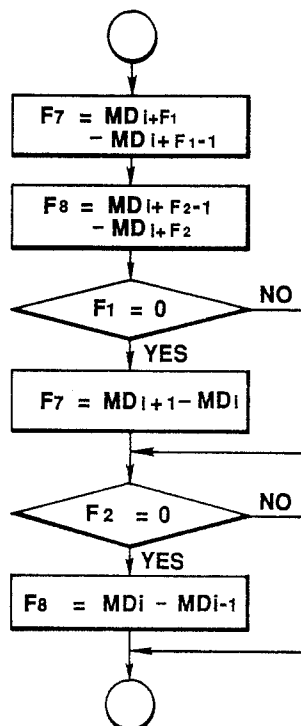 F7 = MDi+F1
- MDi+F1-1
F8 = MDi+F2-1
- MDi+F2
F1 = 0
NO
YES
F7 = MDi+1-MDi
F2 = 0
NO
YES
F8 = MDi - MDi-1